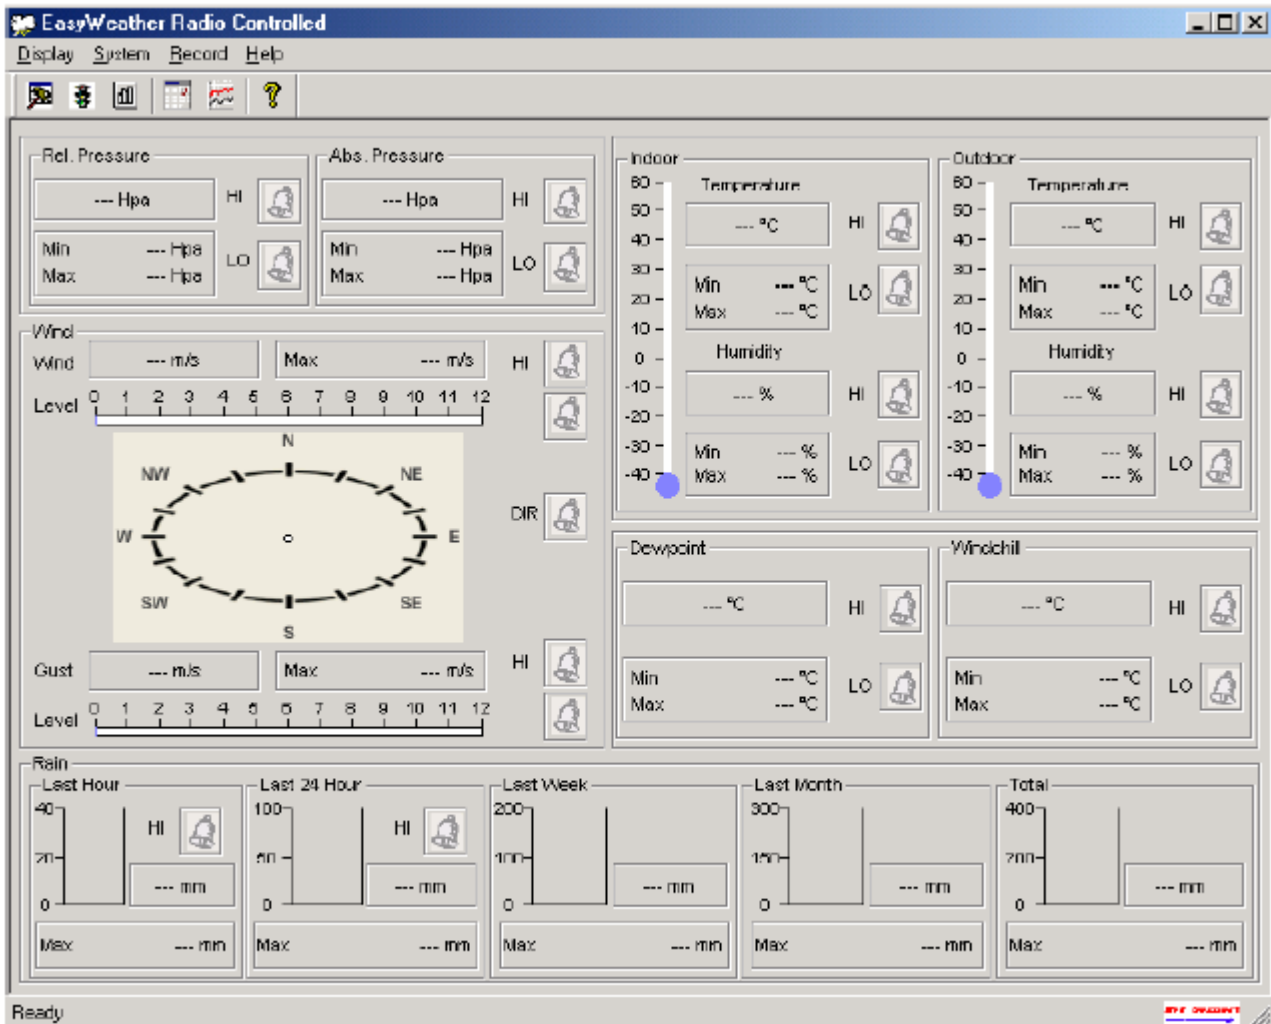 EasyWeather Radio Controlled
Display System Record Help
Rel. Pressure
--- Hpa
HI
Min --- Hpa
Max --- Hpa
LO
Abs. Pressure
--- Hpa
HI
Min --- Hpa
Max --- Hpa
LO
Wind
Wind --- m/s Max --- m/s HI
Level 0 1 2 3 4 5 6 7 8 9 10 11 12
N
NW NE
W E
DIR
SW SE
S
Gust --- m/s Max --- m/s HI
Level 0 1 2 3 4 5 6 7 8 9 10 11 12
Indoor
60
50
40
30
20
10
0
-10
-20
-30
-40
Temperature
--- °C
HI
Min --- °C
Max --- °C
LO
Humidity
--- %
HI
Min --- %
Max --- %
LO
Outdoor
60
50
40
30
20
10
0
-10
-20
-30
-40
Temperature
--- °C
HI
Min --- °C
Max --- °C
LO
Humidity
--- %
HI
Min --- %
Max --- %
LO
Dewpoint
--- °C
HI
Min --- °C
Max --- °C
LO
Windchill
--- °C
HI
Min --- °C
Max --- °C
LO
Rain
Last Hour
40
20
0
HI
--- mm
Max --- mm
Last 24 Hour
100
50
0
HI
--- mm
Max --- mm
Last Week
200
100
0
--- mm
Max --- mm
Last Month
300
150
0
--- mm
Max --- mm
Total
400
200
0
--- mm
Max --- mm
Ready